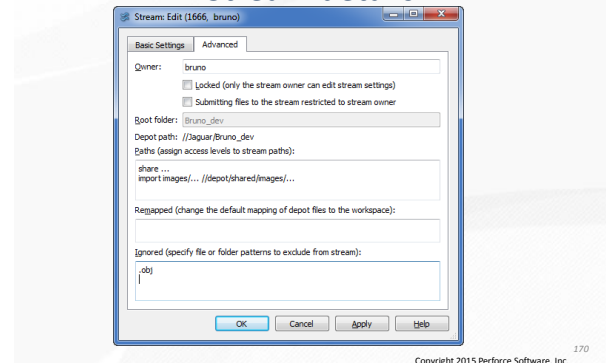 Stream: Edit (1666, bruno)
Basic Settings Advanced
Owner: bruno
Locked (only the stream owner can edit stream settings)
Submitting files to the stream restricted to stream owner
Root folder: Bruno_dev
Depot path: //Jaguar/Bruno_dev
Paths (assign access levels to stream paths):
share ...
import images/... //depot/shared/images/...
Remapped (change the default mapping of depot files to the workspace):
Ignored (specify file or folder patterns to exclude from stream):
.obj
OK Cancel Apply Help
170
Copyright 2015 Perforce Software, Inc